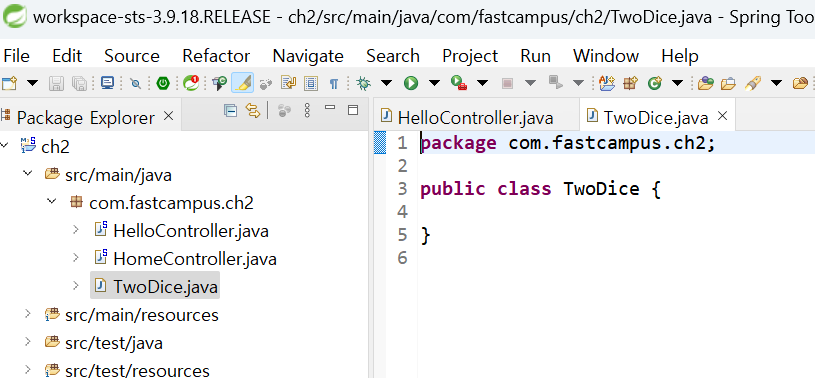 workspace-sts-3.9.18.RELEASE - ch2/src/main/java/com/fastcampus/ch2/TwoDice.java - Spring Too
File Edit Source Refactor Navigate Search Project Run Window Help
Package Explorer
ch2
src/main/java
com.fastcampus.ch2
HelloController.java
HomeController.java
TwoDice.java
src/main/resources
src/test/java
src/test/resources
HelloController.java TwoDice.java
1 package com.fastcampus.ch2;
2
3 public class TwoDice {
4
5 }
6